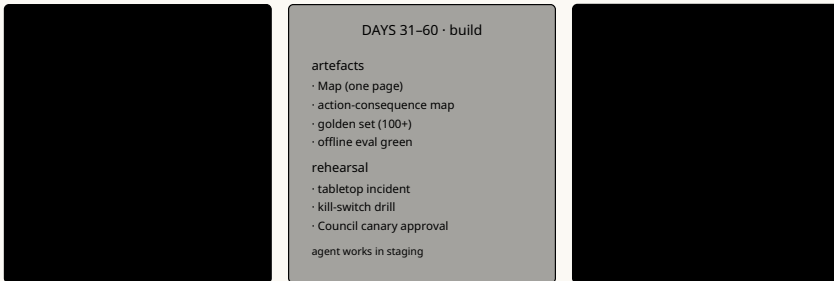 DAYS 31–60 · build
artefacts
· Map (one page)
· action-consequence map
· golden set (100+)
· offline eval green
rehearsal
· tabletop incident
· kill-switch drill
· Council canary approval
agent works in staging